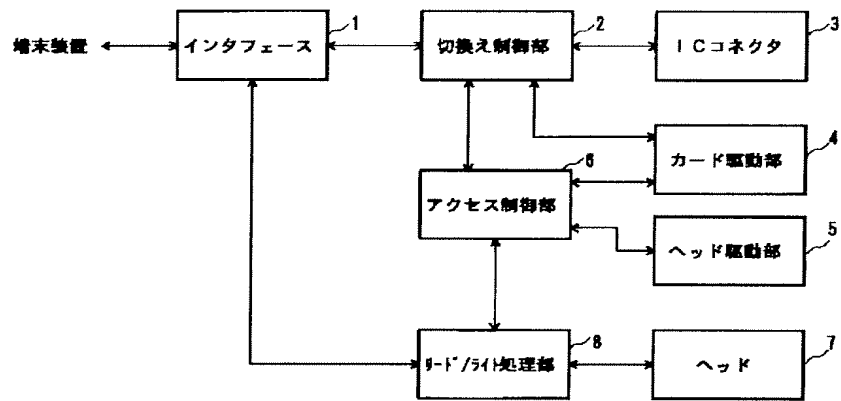 端末装置
インタフェース
1
切換え制御部
2
ICコネクタ
3
カード駆動部
4
アクセス制御部
6
ヘッド駆動部
5
ﾘｰﾄﾞ/ﾗｲﾄ処理部
8
ヘッド
7